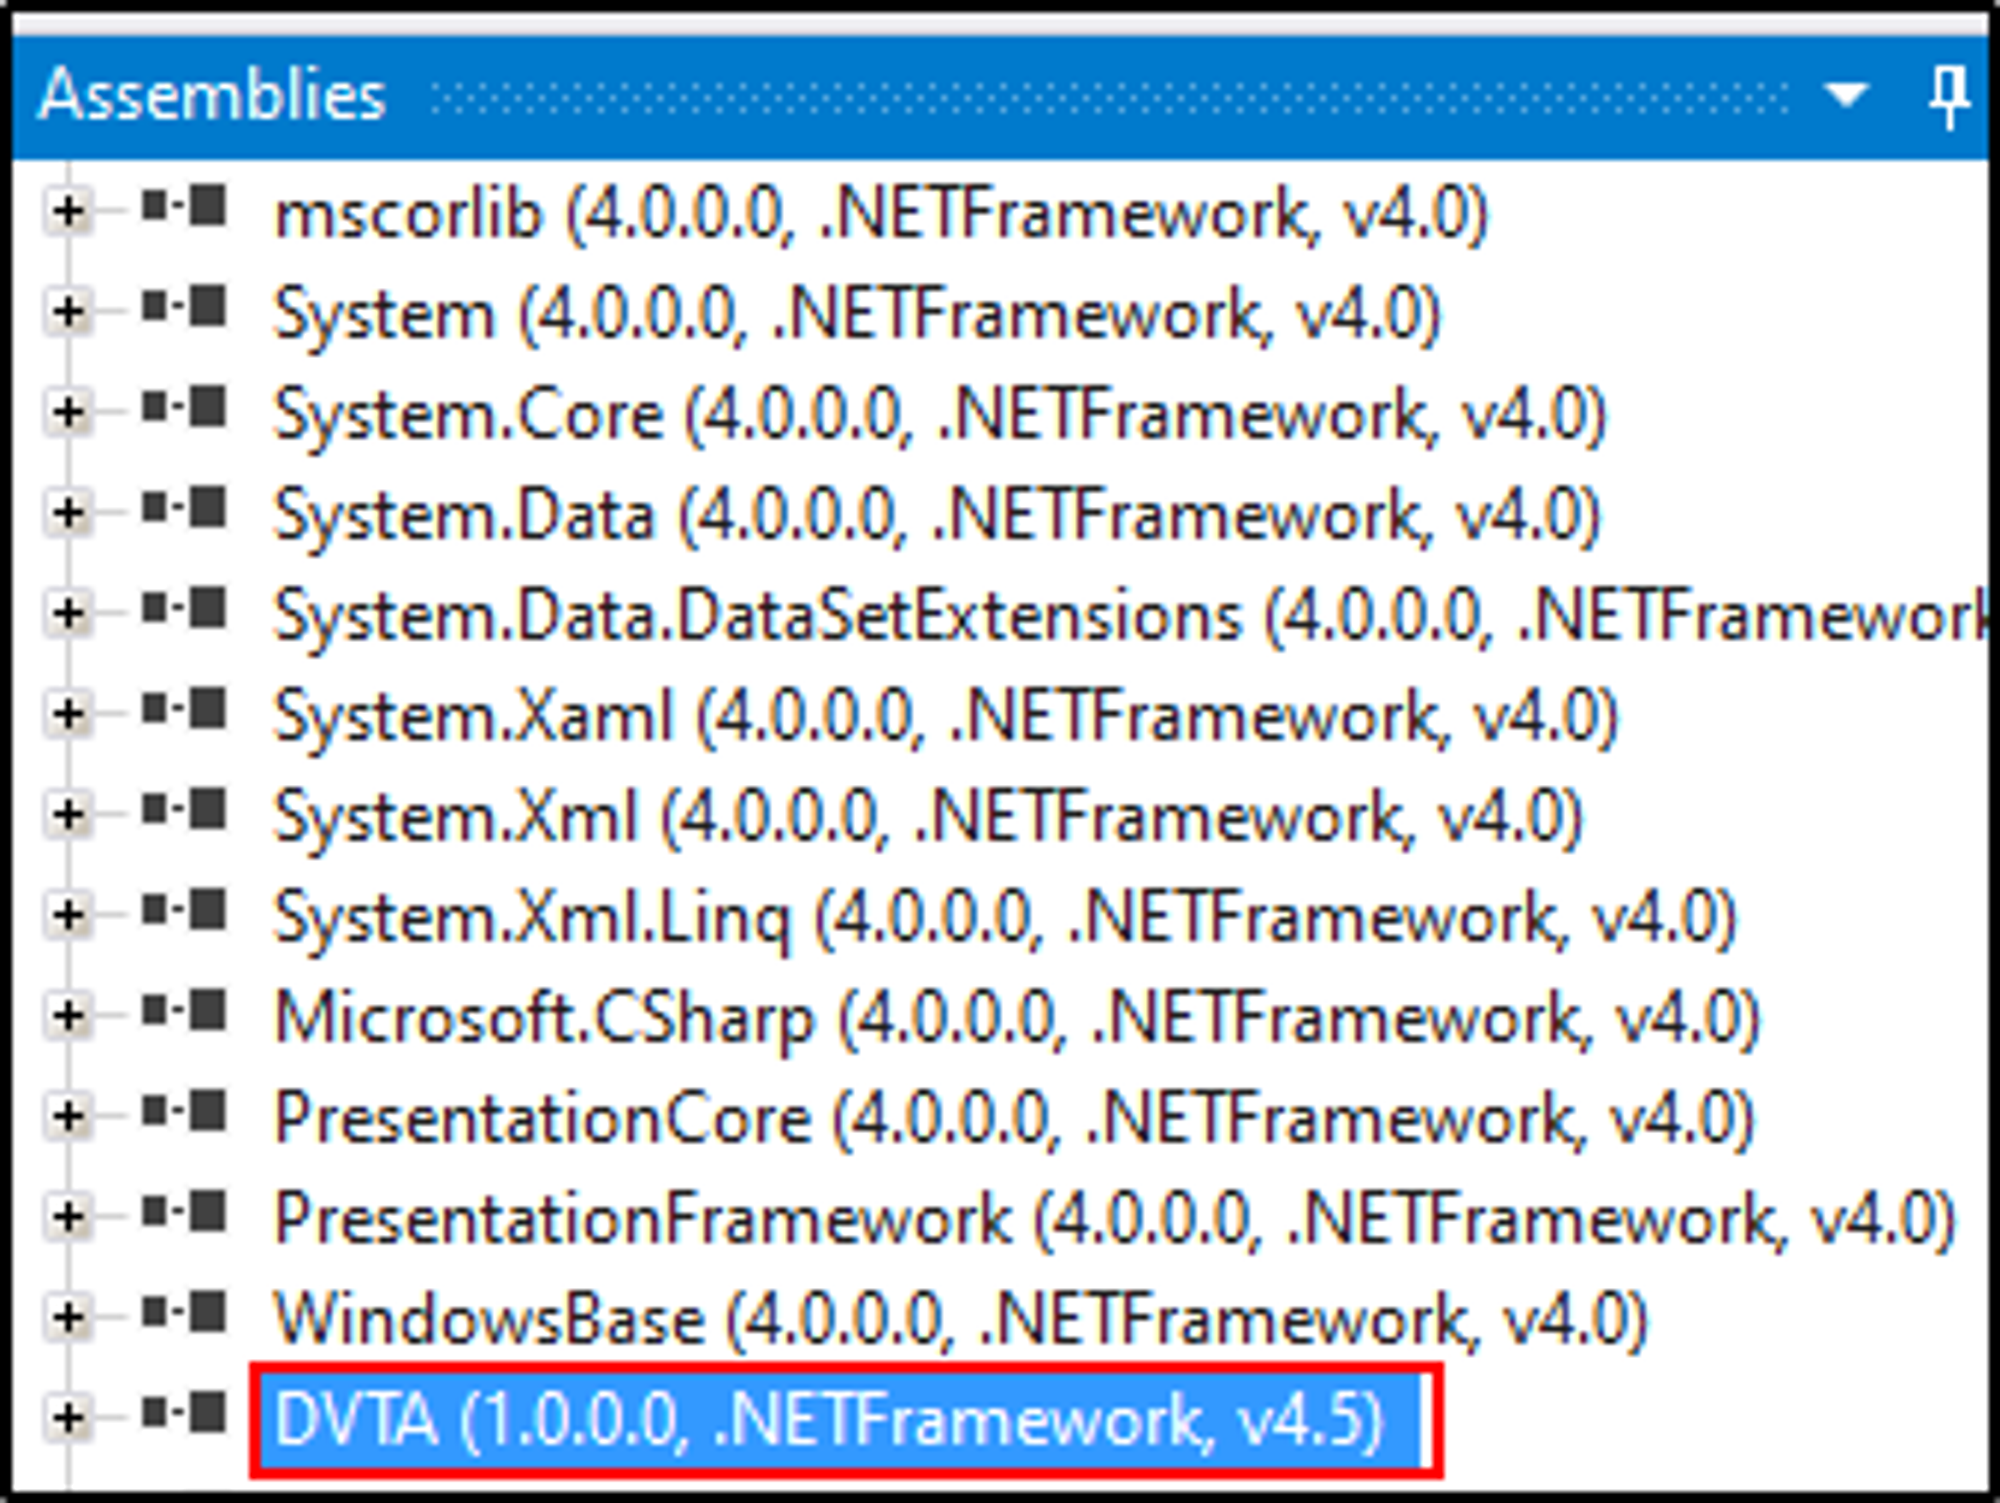 Assemblies
mscorlib (4.0.0.0, .NETFramework, v4.0)
System (4.0.0.0, .NETFramework, v4.0)
System.Core (4.0.0.0, .NETFramework, v4.0)
System.Data (4.0.0.0, .NETFramework, v4.0)
System.Data.DataSetExtensions (4.0.0.0, .NETFramework
System.Xaml (4.0.0.0, .NETFramework, v4.0)
System.Xml (4.0.0.0, .NETFramework, v4.0)
System.Xml.Linq (4.0.0.0, .NETFramework, v4.0)
Microsoft.CSharp (4.0.0.0, .NETFramework, v4.0)
PresentationCore (4.0.0.0, .NETFramework, v4.0)
PresentationFramework (4.0.0.0, .NETFramework, v4.0)
WindowsBase (4.0.0.0, .NETFramework, v4.0)
DVTA (1.0.0.0, .NETFramework, v4.5)